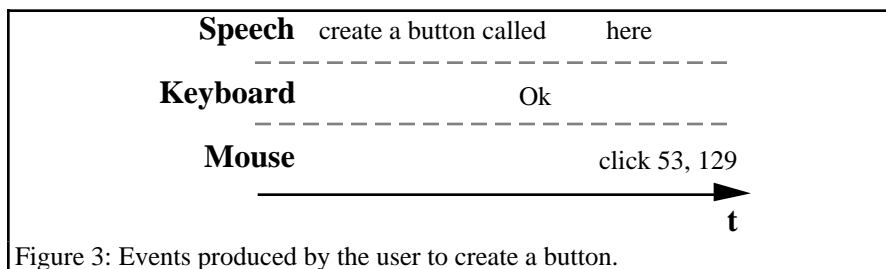 Speech create a button called here
Keyboard Ok
Mouse click 53, 129
t
Figure 3: Events produced by the user to create a button.